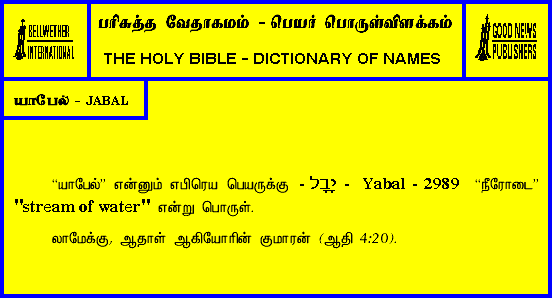 BELLWETHER
INTERNATIONAL
பரிசுத்த வேதாகமம் - பெயர் பொருள்விளக்கம்
THE HOLY BIBLE - DICTIONARY OF NAMES
GOOD NEWS
PUBLISHERS
யாபேல் - JABAL
“யாபேல்” என்னும் எபிரெய பெயருக்கு - יָבָל - Yabal - 2989 “நீரோடை”
"stream of water" என்று பொருள்.
லாமேக்கு, ஆதாள் ஆகியோரின் குமாரன் (ஆதி 4:20).